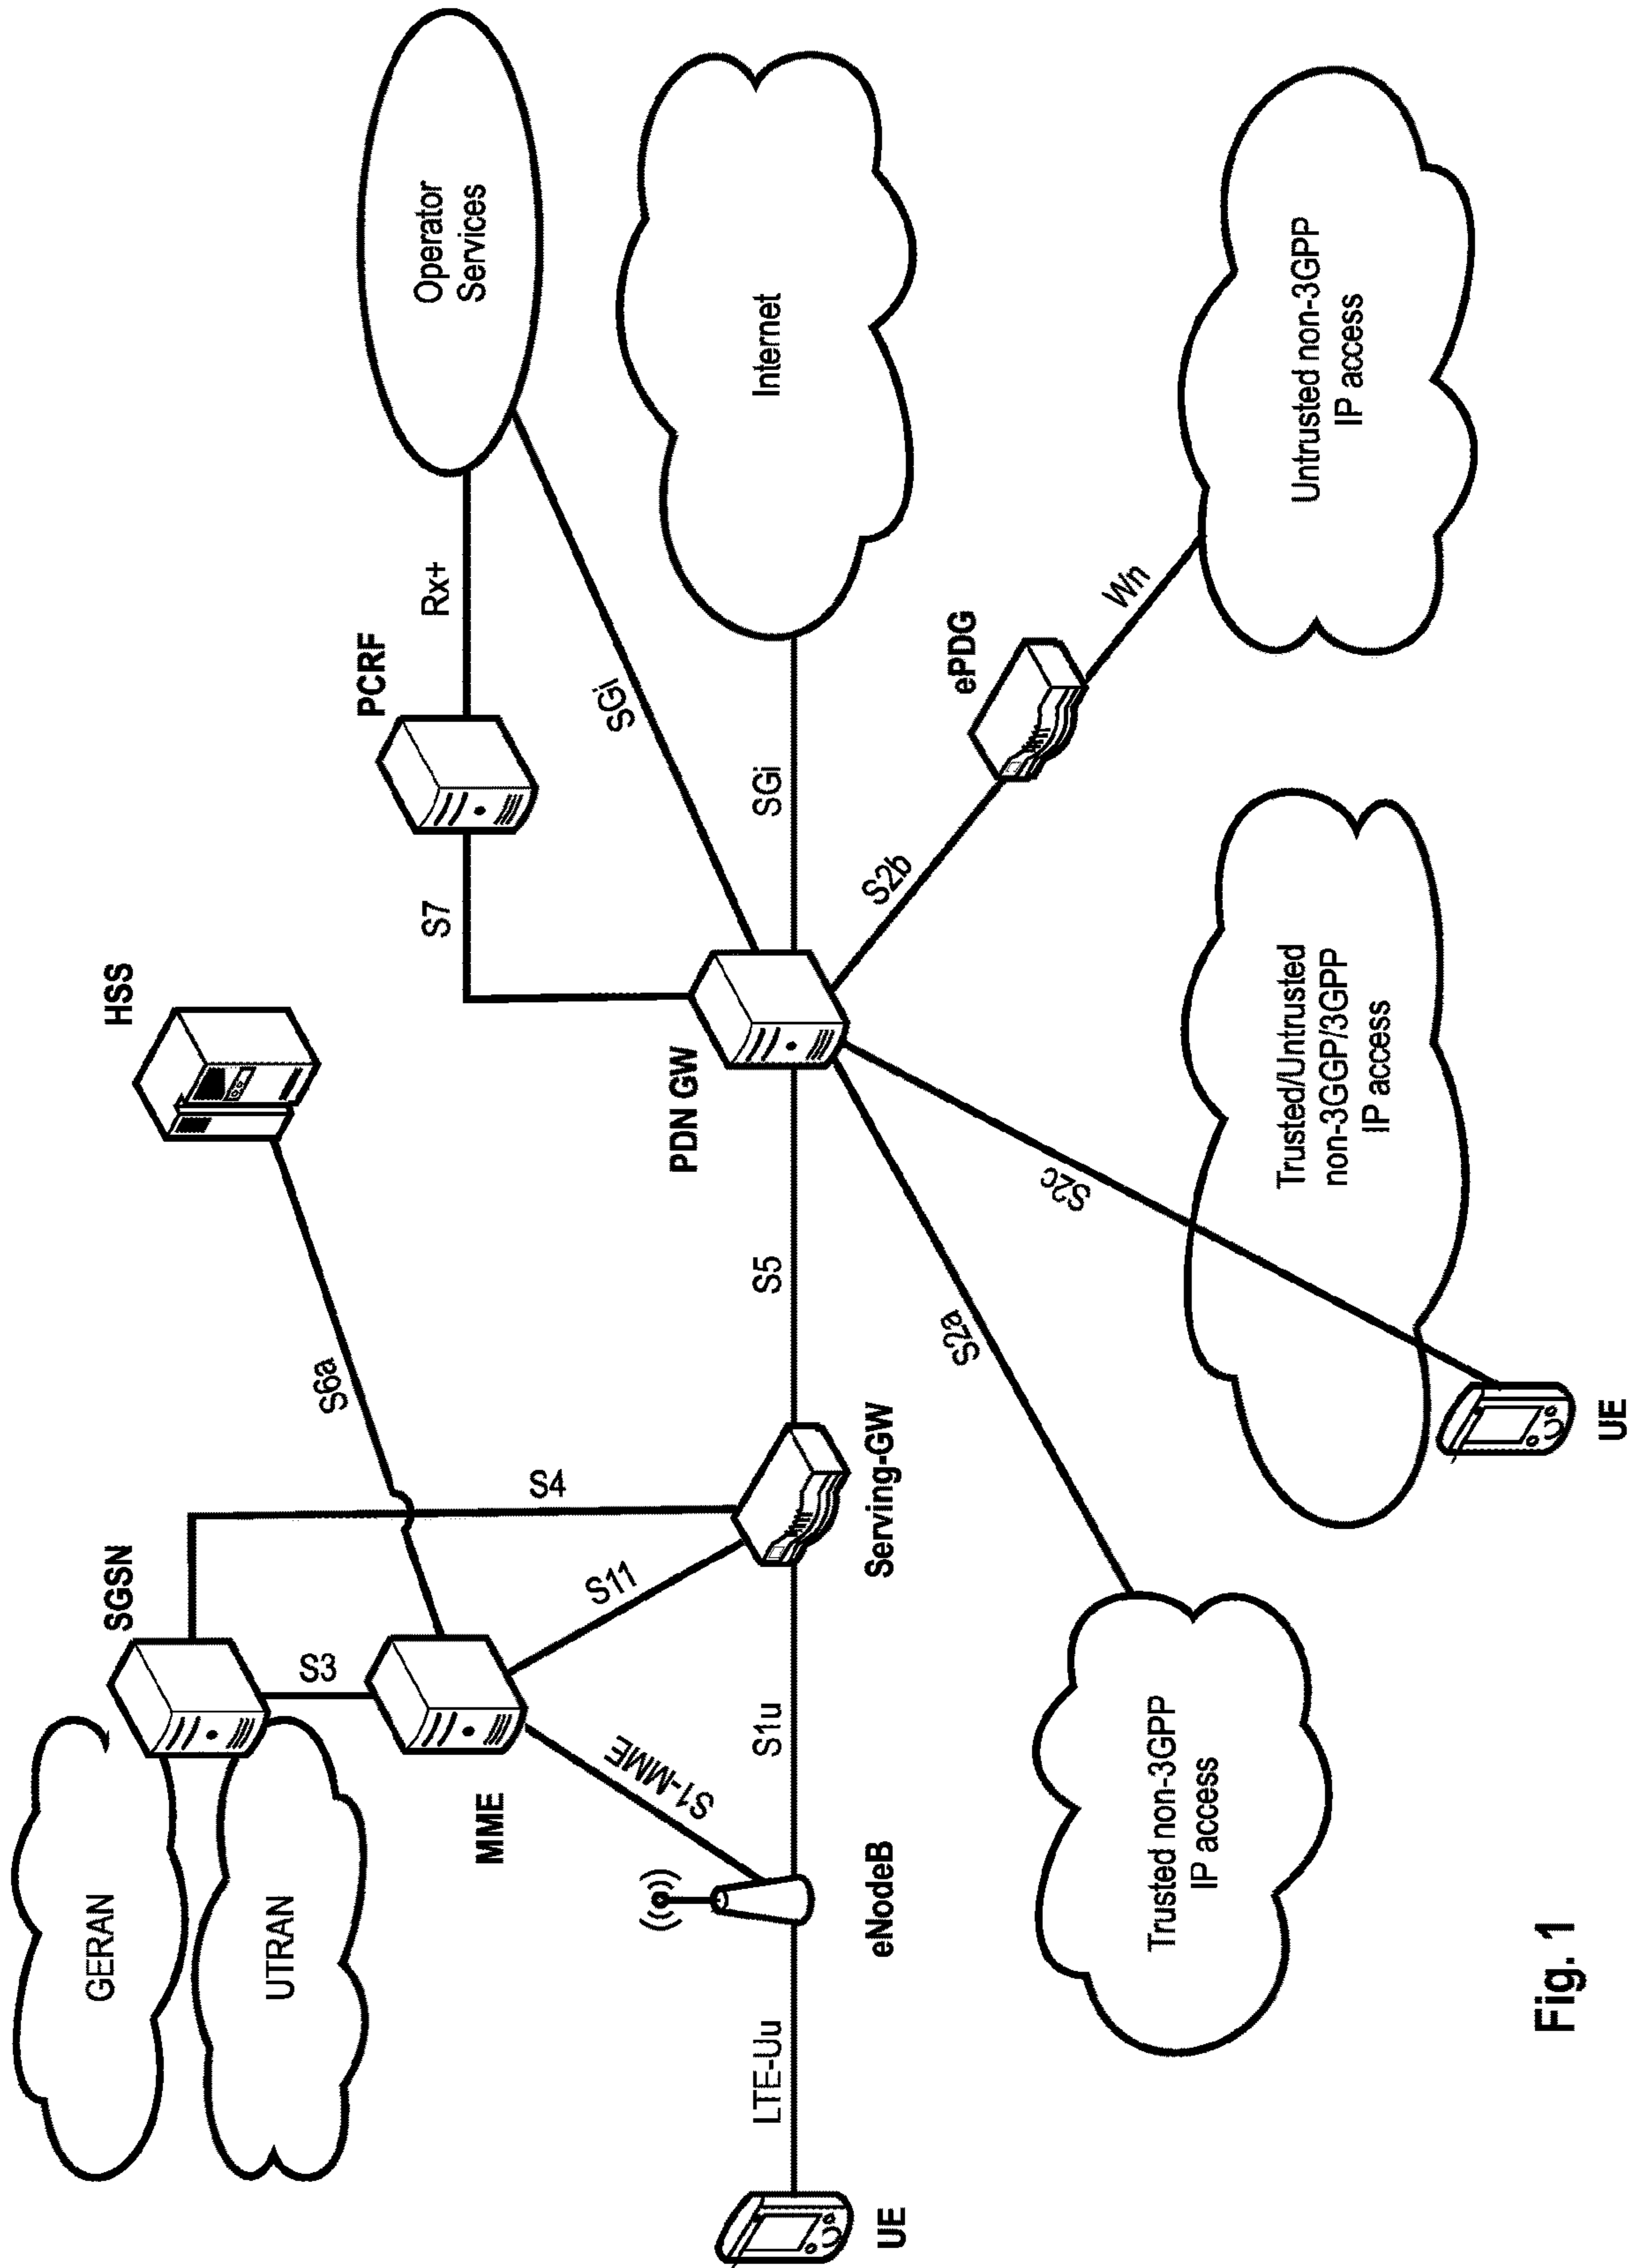 GERAN
UTRAN
SGSN
S3
MME
S4
S6a
HSS
S11
S1-MME
S7
PCRF
Rx+
Operator
Services
SGi
UE
LTE-Uu
eNodeB
S1u
Serving-GW
S5
PDN GW
SGi
Internet
S2a
S2c
S2b
ePDG
Wn
Trusted non-3GPP
IP access
UE
Trusted/Untrusted
non-3GGP/3GPP
IP access
Untrusted non-3GPP
IP access
Fig. 1